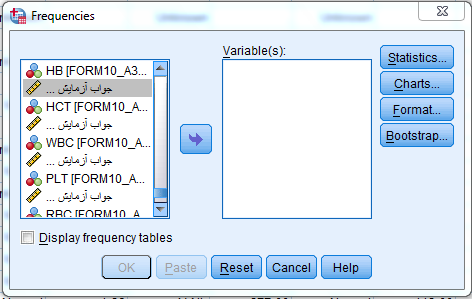 Frequencies
Variable(s):
HB [FORM10_A3...
جواب آزمایش ...
HCT [FORM10_A...
جواب آزمایش ...
WBC [FORM10_A...
جواب آزمایش ...
PLT [FORM10_A...
جواب آزمایش ...
RBC [FORM10_A...
Statistics...
Charts...
Format...
Bootstrap...
Display frequency tables
OK
Paste
Reset
Cancel
Help